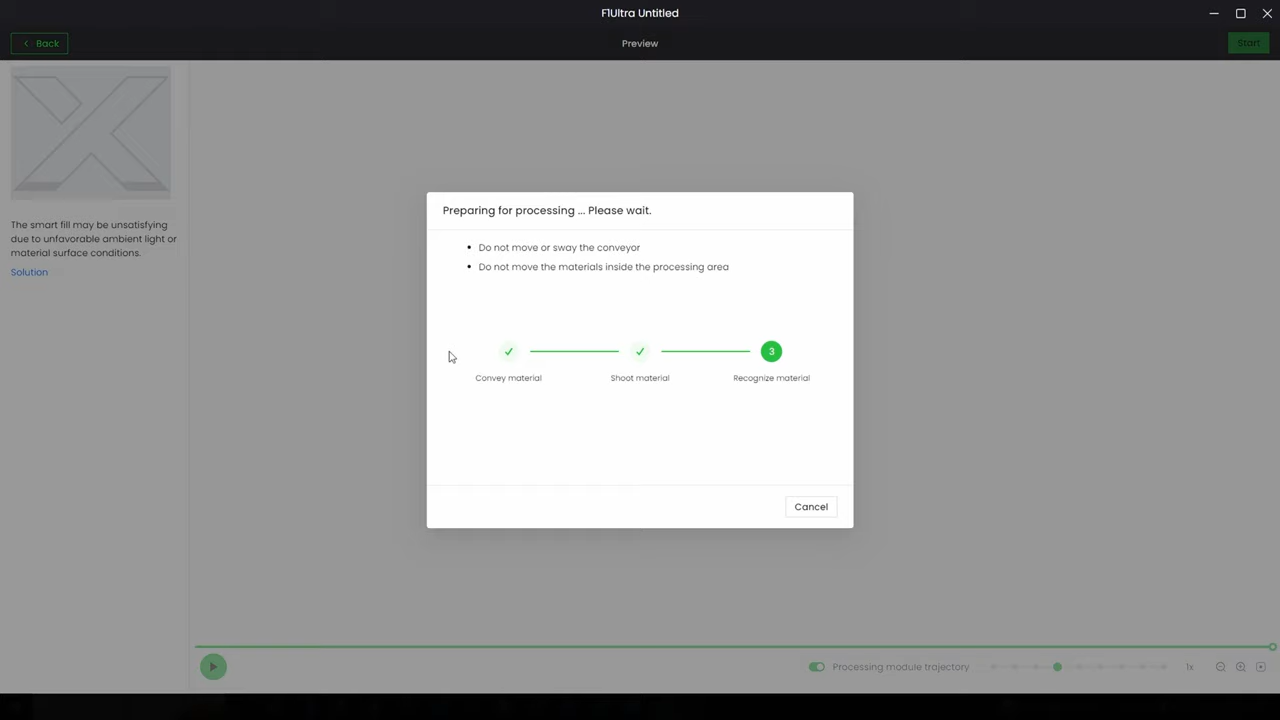 F1Ultra Untitled
Back
Preview
Start
The smart fill may be unsatisfying
due to unfavorable ambient light or
material surface conditions.
Solution
Preparing for processing ... Please wait.
Do not move or sway the conveyor
Do not move the materials inside the processing area
3
Convey material
Shoot material
Recognize material
Cancel
Processing module trajectory
1x